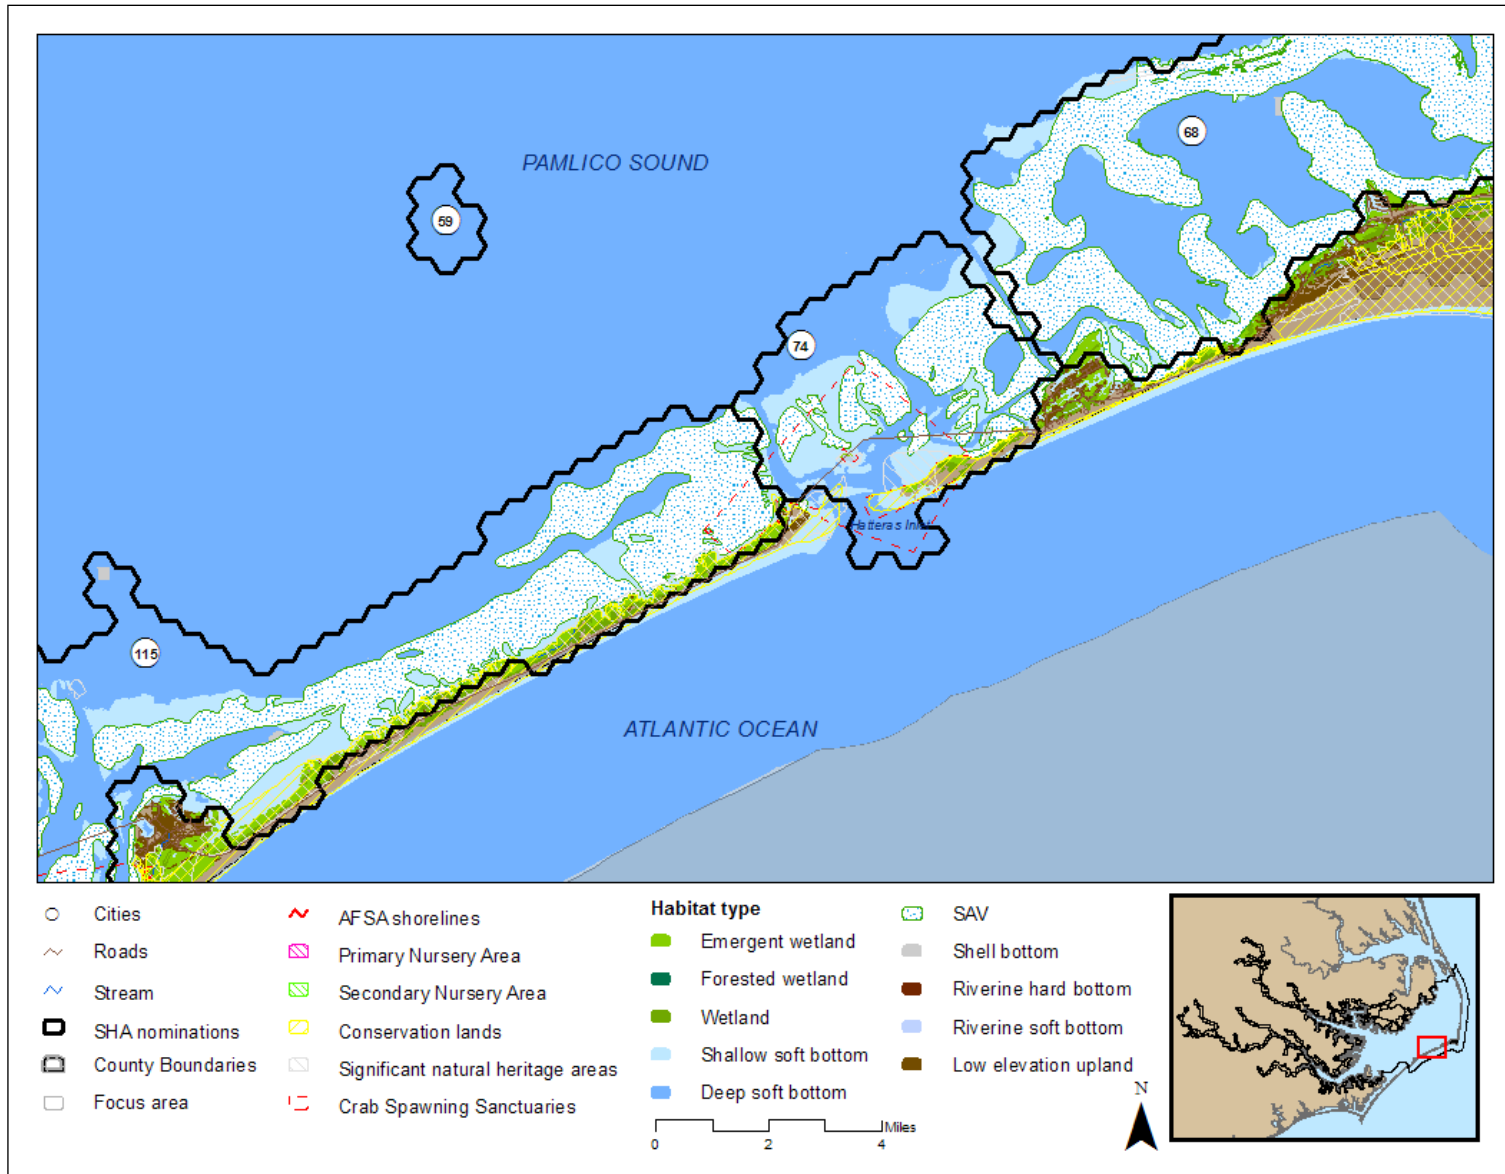 PAMLICO SOUND
68
59
74
Hatteras Inlet
115
ATLANTIC OCEAN
Cities
Roads
Stream
SHA nominations
County Boundaries
Focus area
AFSA shorelines
Primary Nursery Area
Secondary Nursery Area
Conservation lands
Significant natural heritage areas
Crab Spawning Sanctuaries
Habitat type
Emergent wetland
Forested wetland
Wetland
Shallow soft bottom
Deep soft bottom
SAV
Shell bottom
Riverine hard bottom
Riverine soft bottom
Low elevation upland
Miles
0 2 4
N